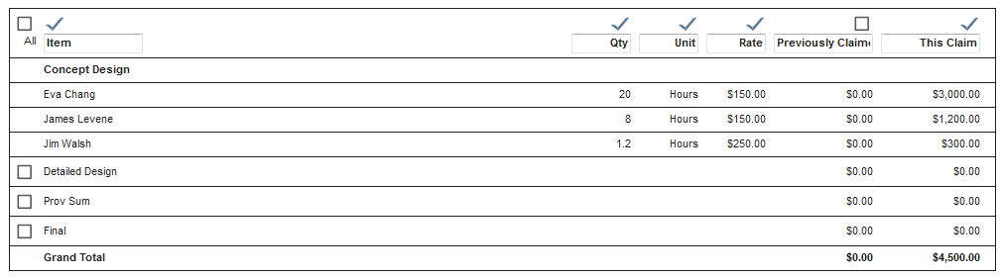 All Item Qty Unit Rate Previously Claim This Claim
Concept Design
Eva Chang 20 Hours $150.00 $0.00 $3,000.00
James Levene 8 Hours $150.00 $0.00 $1,200.00
Jim Walsh 1.2 Hours $250.00 $0.00 $300.00
Detailed Design $0.00 $0.00
Prov Sum $0.00 $0.00
Final $0.00 $0.00
Grand Total $0.00 $4,500.00